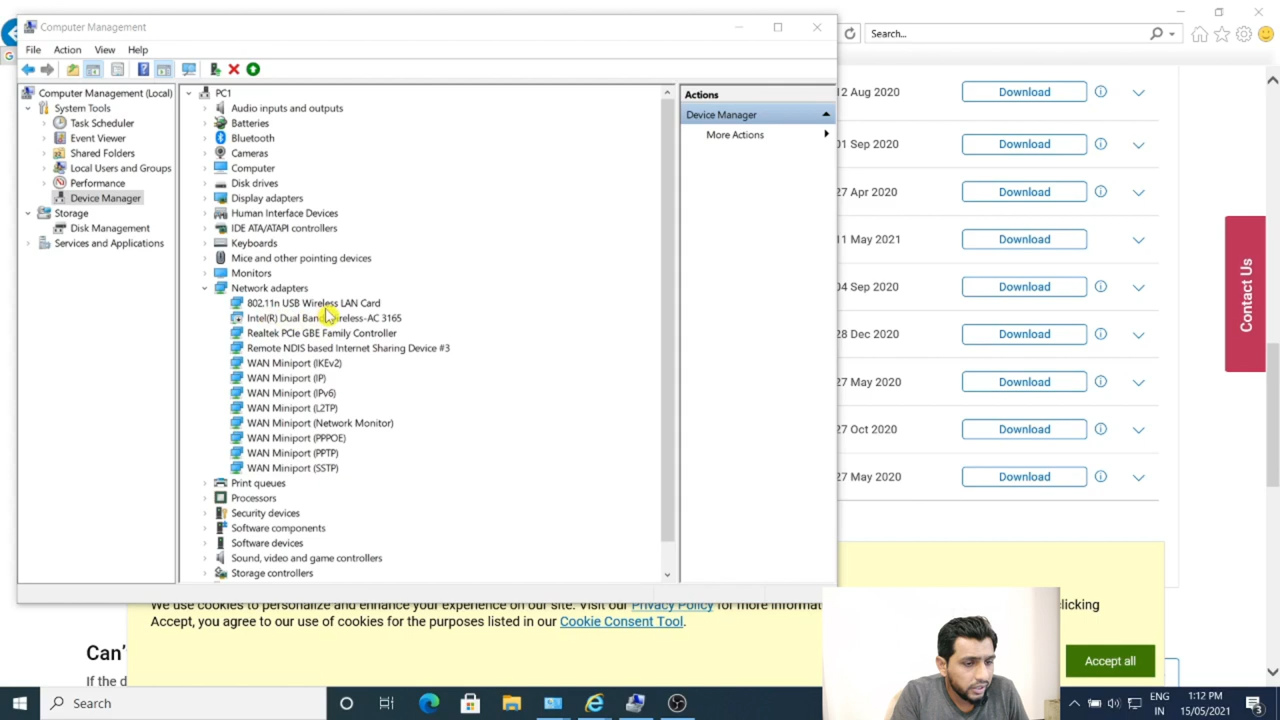 Computer Management
File Action View Help
Computer Management (Local)
System Tools
Task Scheduler
Event Viewer
Shared Folders
Local Users and Groups
Performance
Device Manager
Storage
Disk Management
Services and Applications
PC1
Audio inputs and outputs
Batteries
Bluetooth
Cameras
Computer
Disk drives
Display adapters
Human Interface Devices
IDE ATA/ATAPI controllers
Keyboards
Mice and other pointing devices
Monitors
Network adapters
802.11n USB Wireless LAN Card
Intel(R) Dual Band Wireless-AC 3165
Realtek PCIe GBE Family Controller
Remote NDIS based Internet Sharing Device #3
WAN Miniport (IKEv2)
WAN Miniport (IP)
WAN Miniport (IPv6)
WAN Miniport (L2TP)
WAN Miniport (Network Monitor)
WAN Miniport (PPPOE)
WAN Miniport (PPTP)
WAN Miniport (SSTP)
Print queues
Processors
Security devices
Software components
Software devices
Sound, video and game controllers
Storage controllers
Actions
Device Manager
More Actions
Search...
12 Aug 2020 Download
01 Sep 2020 Download
27 Apr 2020 Download
11 May 2021 Download
04 Sep 2020 Download
28 Dec 2020 Download
27 May 2020 Download
27 Oct 2020 Download
27 May 2020 Download
Contact Us
We use cookies to personalize and enhance your experience on our site. Visit our Privacy Policy for more informat clicking
Accept, you agree to our use of cookies for the purposes listed in our Cookie Consent Tool.
Accept all
Can'
If the d
Search
ENG
IN
1:12 PM
15/05/2021
3